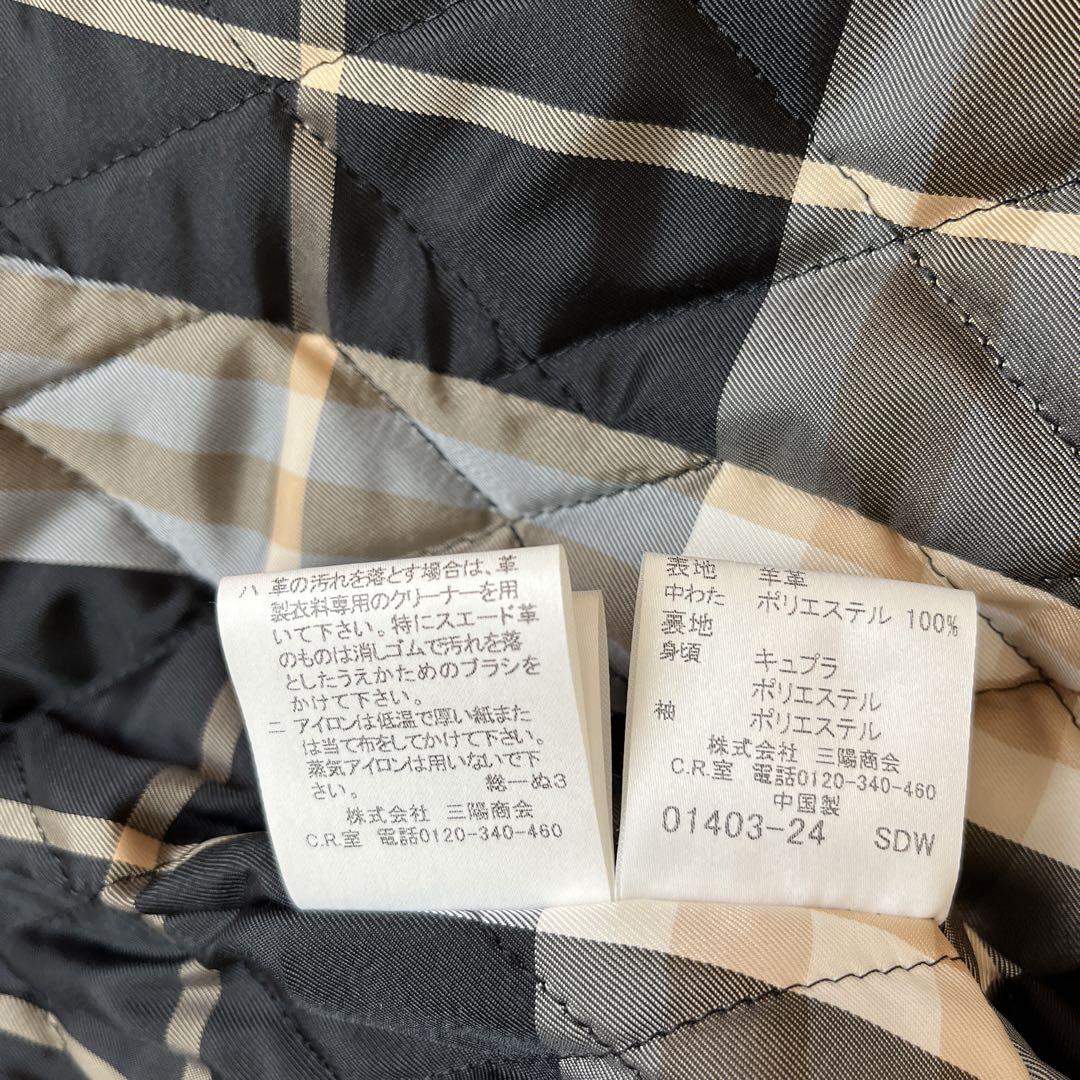 ハ 革の汚れを落とす場合は、革
製衣料専用のクリーナーを用
いて下さい。特にスエード革
のものは消しゴムで汚れを落
としたうえかためのブラシを
かけて下さい。
ニ アイロンは低温で厚い紙また
は当て布をしてかけて下さい。
蒸気アイロンは用いないで下
さい。 総一ぬ3
株式会社 三陽商会
C.R.室 電話0120-340-460
表地 羊革
中わた ポリエステル 100%
裏地
身頃 キュプラ
ポリエステル
袖 ポリエステル
株式会社 三陽商会
C.R.室 電話0120-340-460
中国製
01403-24 SDW